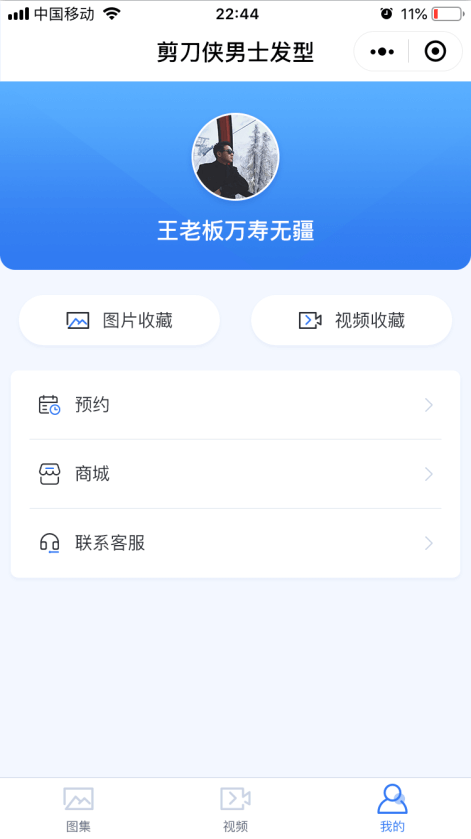 中国移动 22:44 11%
剪刀侠男士发型
王老板万寿无疆
图片收藏 视频收藏
预约
商城
联系客服
图集 视频 我的